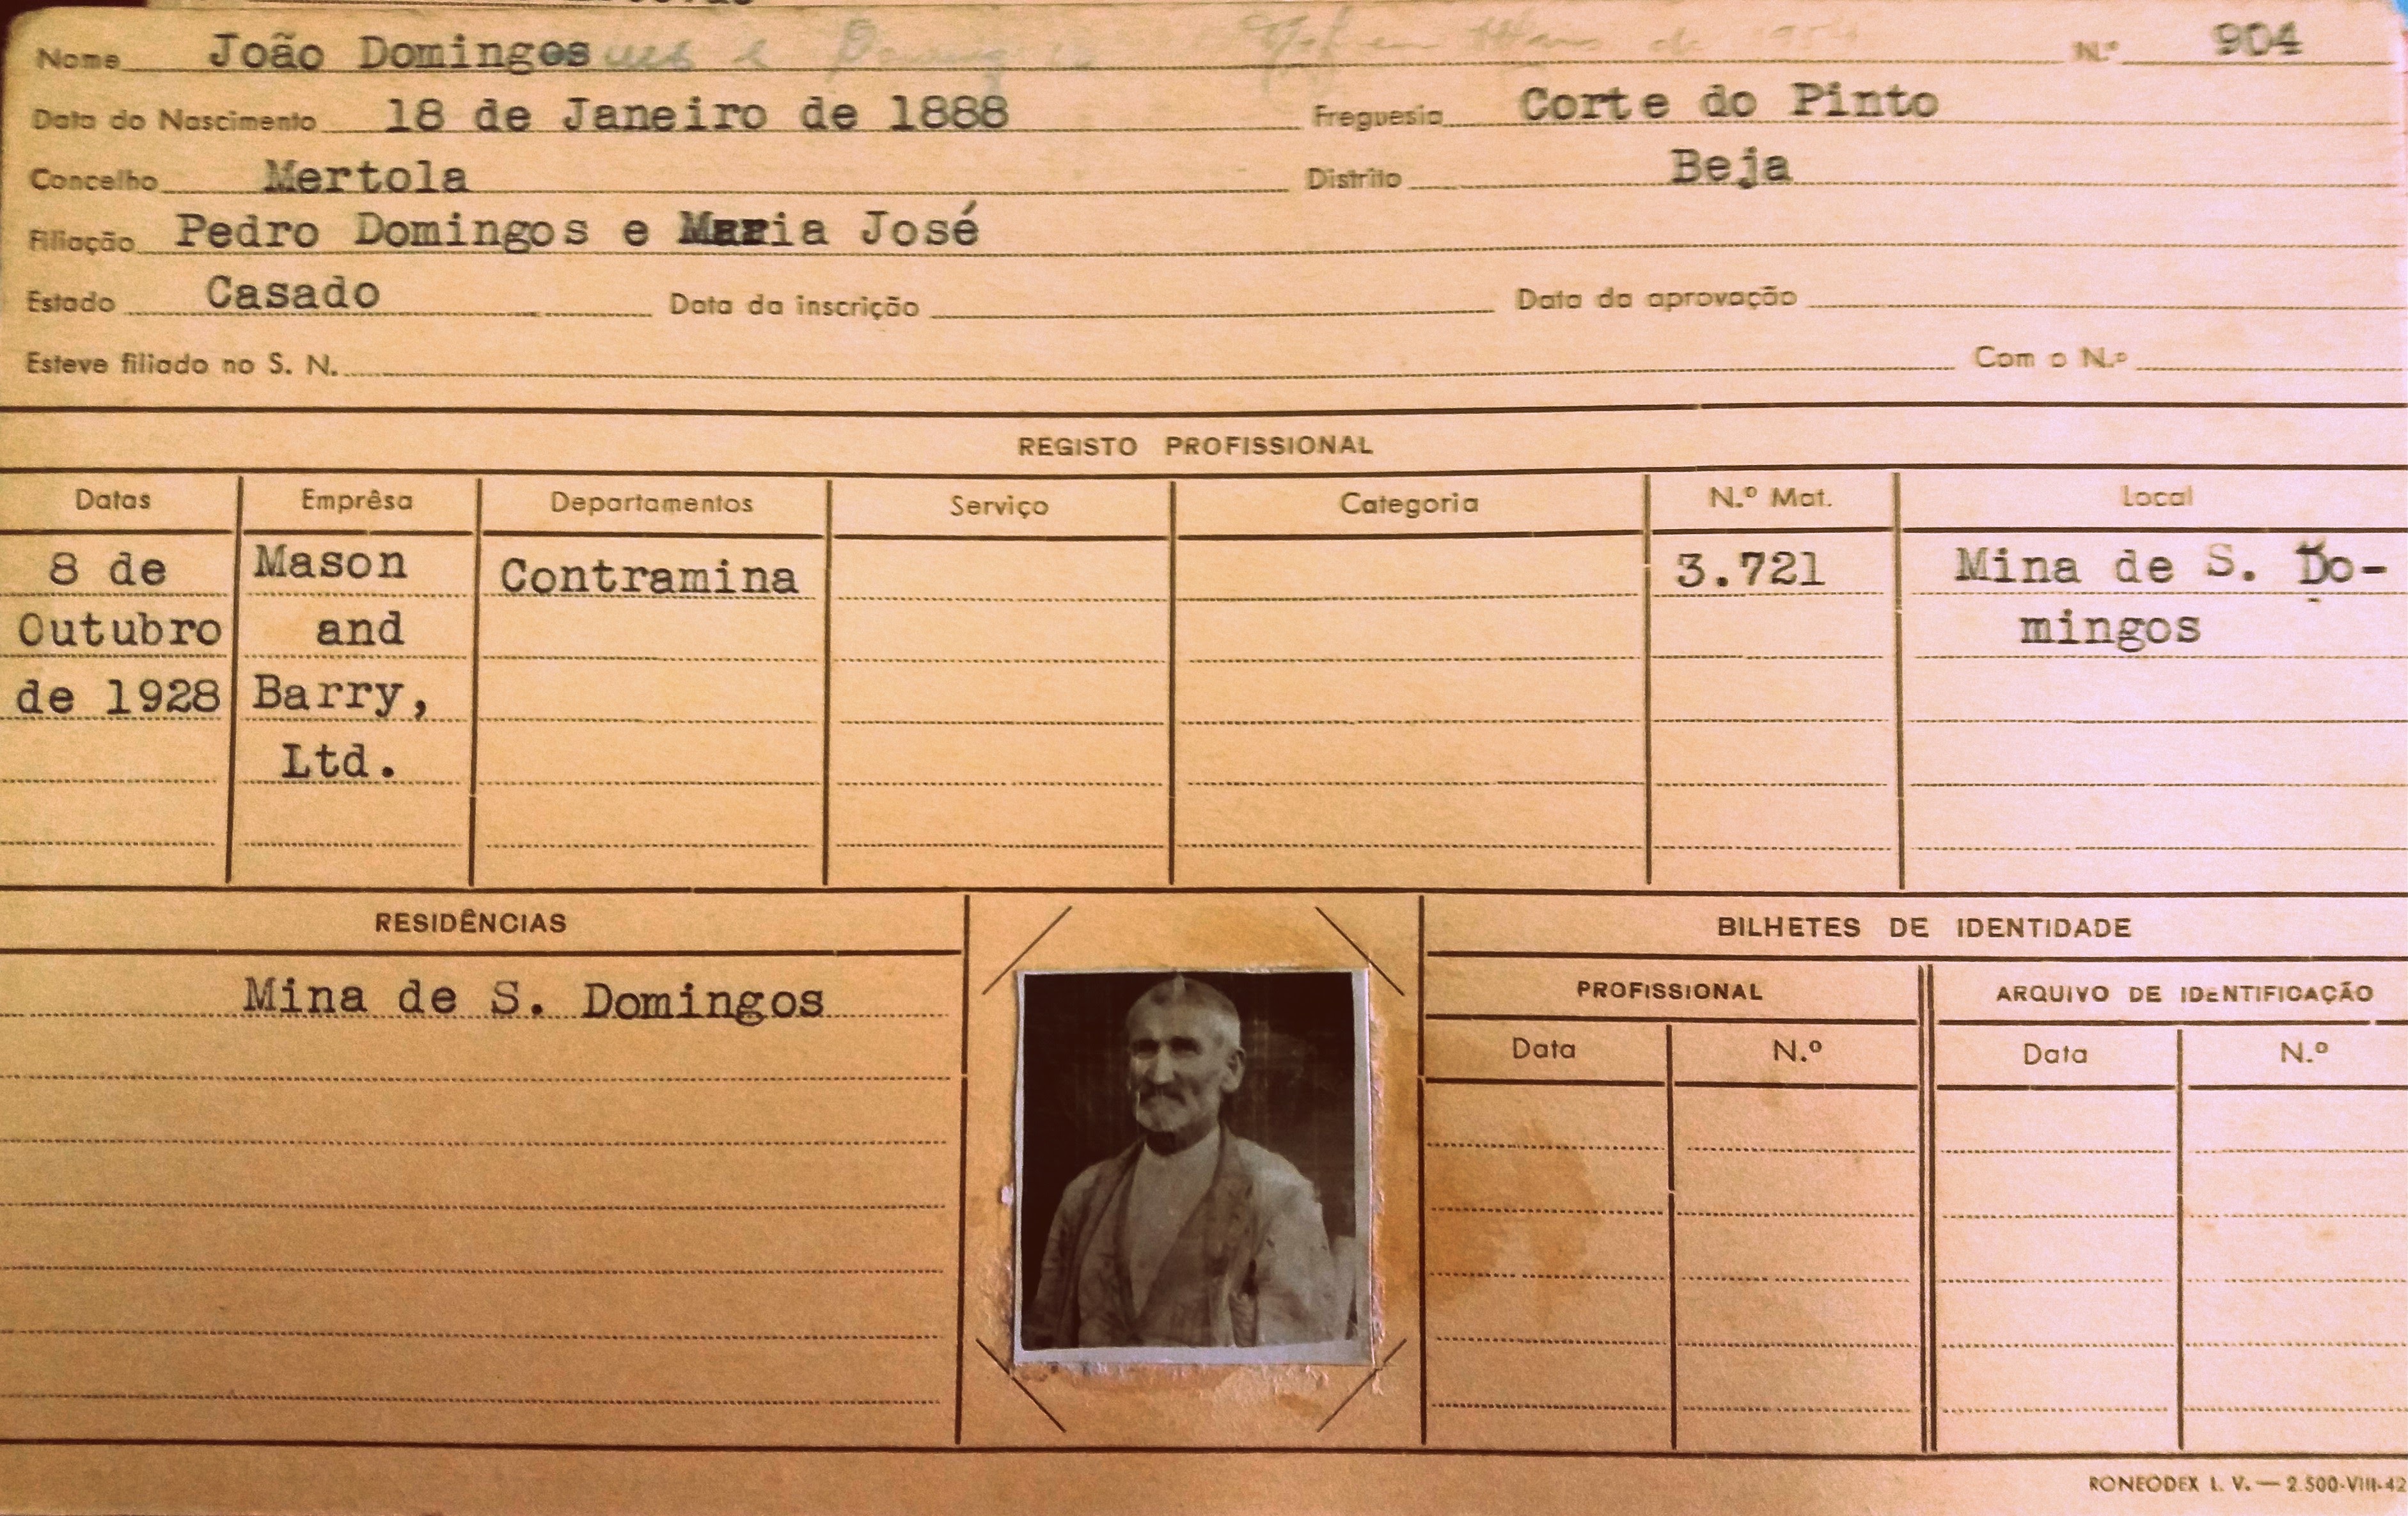 Nome João Domingos N.º 904
Data do Nascimento 18 de Janeiro de 1888 Freguesia Corte do Pinto
Concelho Mertola Distrito Beja
Filiação Pedro Domingos e Maria José
Estado Casado Data da inscrição Data da aprovação
Esteve filiado no S. N. Com o N.º
REGISTO PROFISSIONAL
Datas Emprêsa Departamentos Serviço Categoria N.º Mat. Local
8 de Mason Contramina 3.721 Mina de S. Do-
Outubro and mingos
de 1928 Barry,
Ltd.
RESIDÊNCIAS BILHETES DE IDENTIDADE
Mina de S. Domingos PROFISSIONAL ARQUIVO DE IDENTIFICAÇÃO
Data N.º Data N.º
RONEODEX L. V. — 2.500-VIII-42